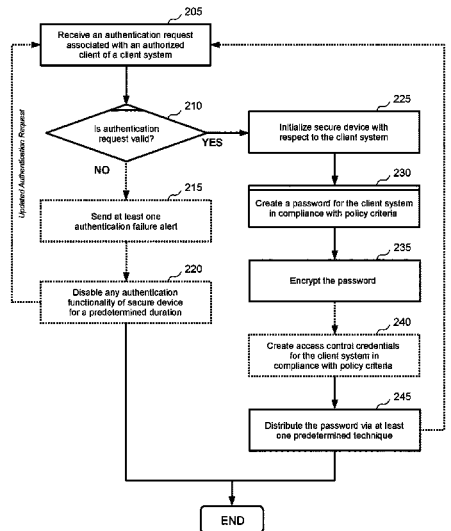 205
Receive an authentication request
associated with an authorized
client of a client system
Updated Authentication Request
210
Is authentication
request valid?
YES
NO
215
Send at least one
authentication failure alert
220
Disable any authentication
functionality of secure device
for a predetermined duration
225
Initialize secure device with
respect to the client system
230
Create a password for the client system
in compliance with policy criteria
235
Encrypt the password
240
Create access control credentials
for the client system in
compliance with policy criteria
245
Distribute the password via at least
one predetermined technique
END